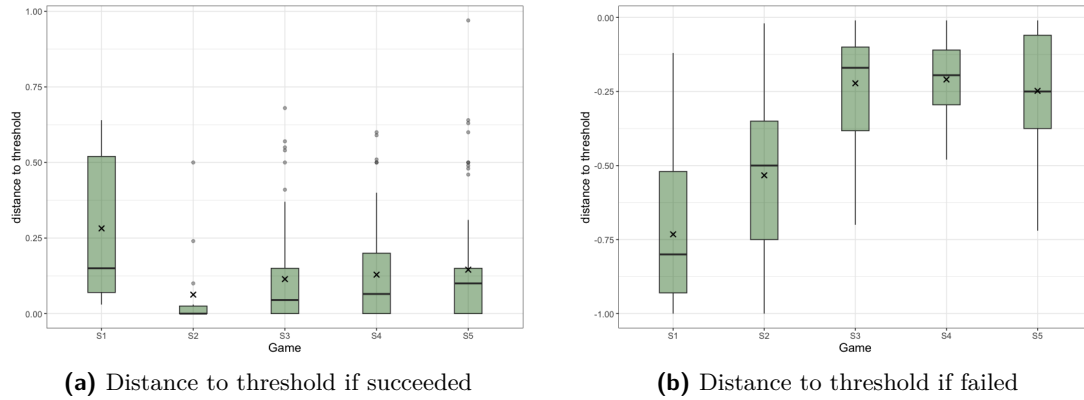 1.00
0.75
0.50
0.25
0.00
distance to threshold
S1 S2 S3 S4 S5
Game
(a) Distance to threshold if succeeded
0.00
-0.25
-0.50
-0.75
-1.00
distance to threshold
S1 S2 S3 S4 S5
Game
(b) Distance to threshold if failed